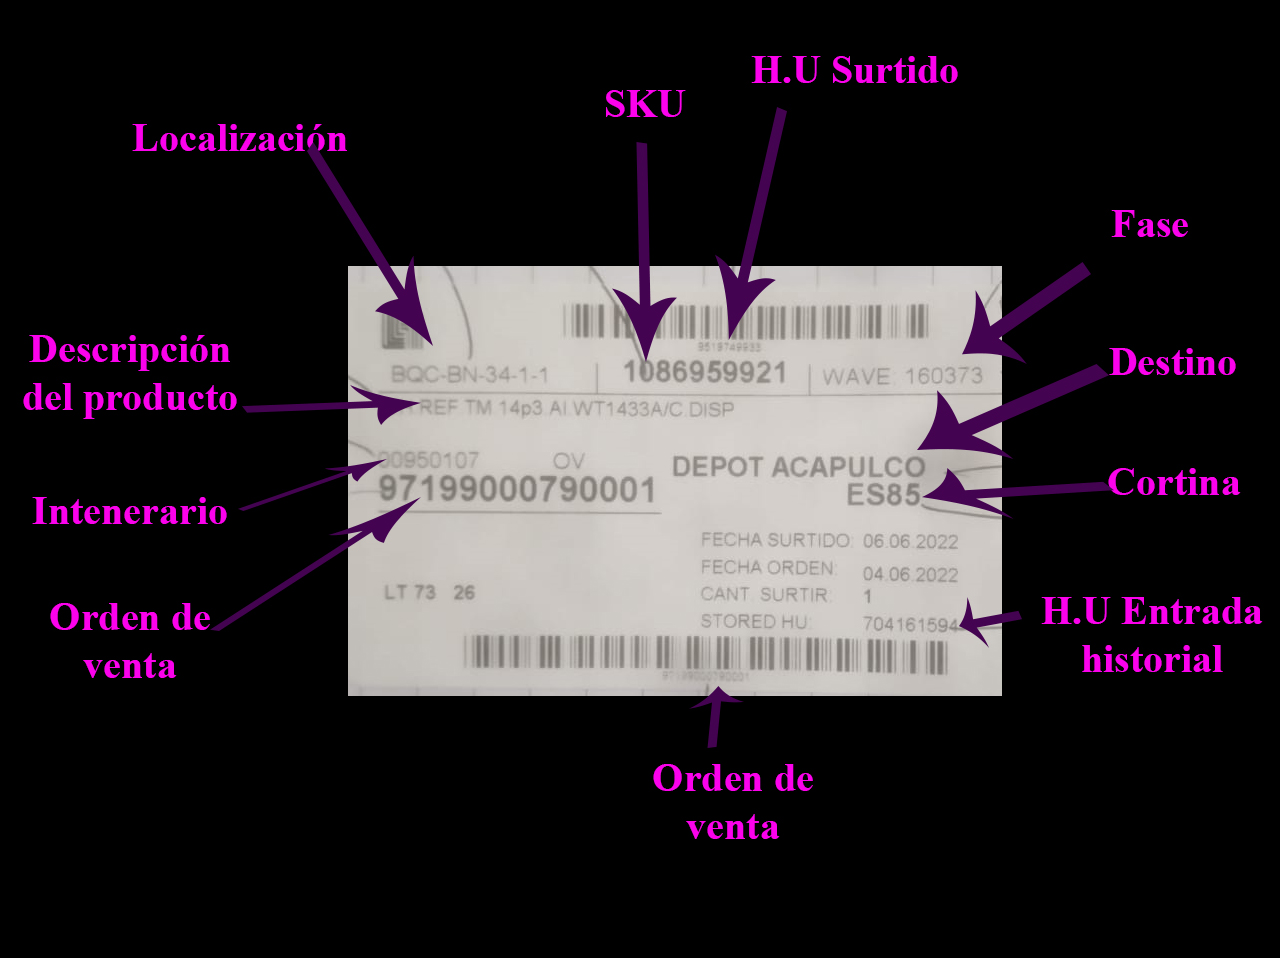 H.U Surtido
SKU
Localización
Fase
Descripción
del producto
Destino
Intenerario
Cortina
Orden de
venta
H.U Entrada
historial
Orden de
venta
9519749933
BQC-BN-34-1-1
1086959921
WAVE 160373
REF.TM 14p3 AI.WT1433A/C.DISP
00950107 OV
DEPOT ACAPULCO
97199000790001
ES85
FECHA SURTIDO: 06.06.2022
FECHA ORDEN: 04.06.2022
LT 73 26
CANT. SURTIR: 1
STORED HU: 704161594
97199000790001